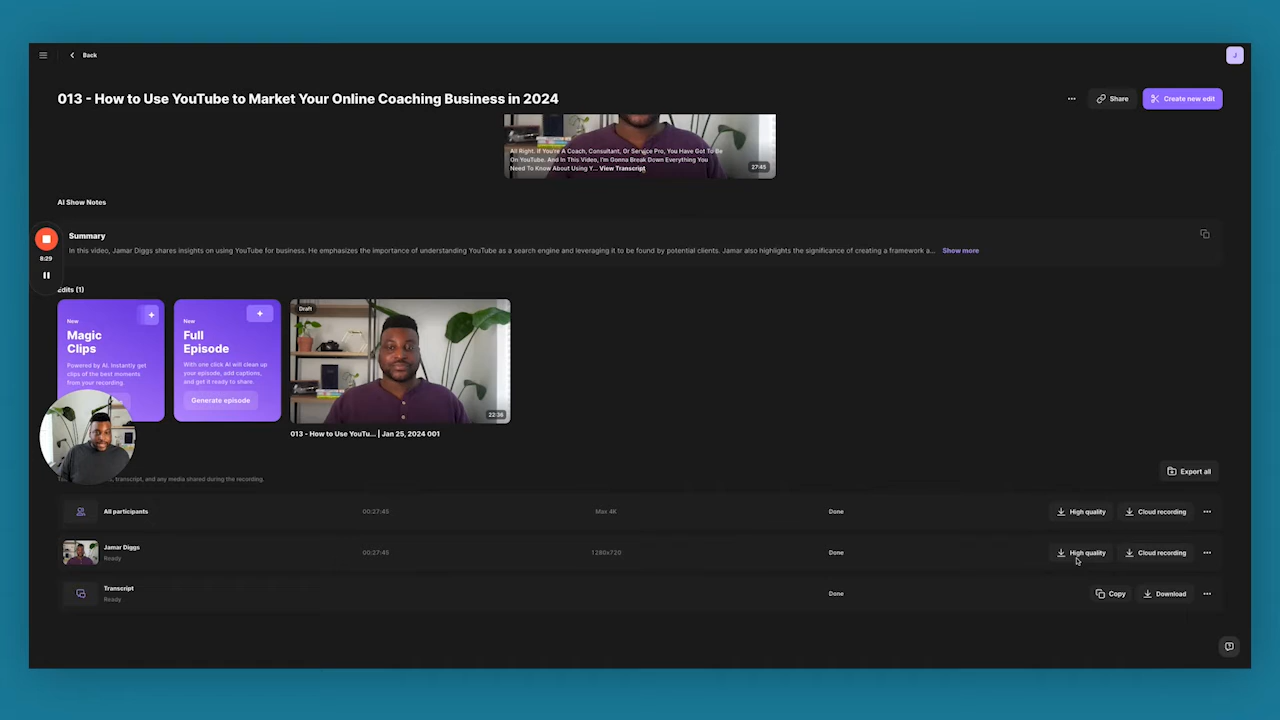 Back
J
013 - How to Use YouTube to Market Your Online Coaching Business in 2024
Share
Create new edit
All Right. If You're A Coach, Consultant, Or Service Pro, You Have Got To Be
On YouTube. And In This Video, I'm Gonna Break Down Everything You
Need To Know About Using Y... View Transcript
27:45
AI Show Notes
Summary
In this video, Jamar Diggs shares insights on using YouTube for business. He emphasizes the importance of understanding YouTube as a search engine and leveraging it to be found by potential clients. Jamar also highlights the significance of creating a framework a... Show more
8:29
Edits (1)
New
Magic
Clips
Powered by AI. Instantly get
clips of the best moments
from your recording.
New
Full
Episode
With one click AI will clean up
your episode, add captions,
and get it ready to share.
Generate episode
Draft
22:36
013 - How to Use YouTu... | Jan 25, 2024 001
transcript, and any media shared during the recording.
Export all
All participants
00:27:45
Max 4K
Done
High quality
Cloud recording
Jamar Diggs
Ready
00:27:45
1280x720
Done
High quality
Cloud recording
Transcript
Ready
Done
Copy
Download